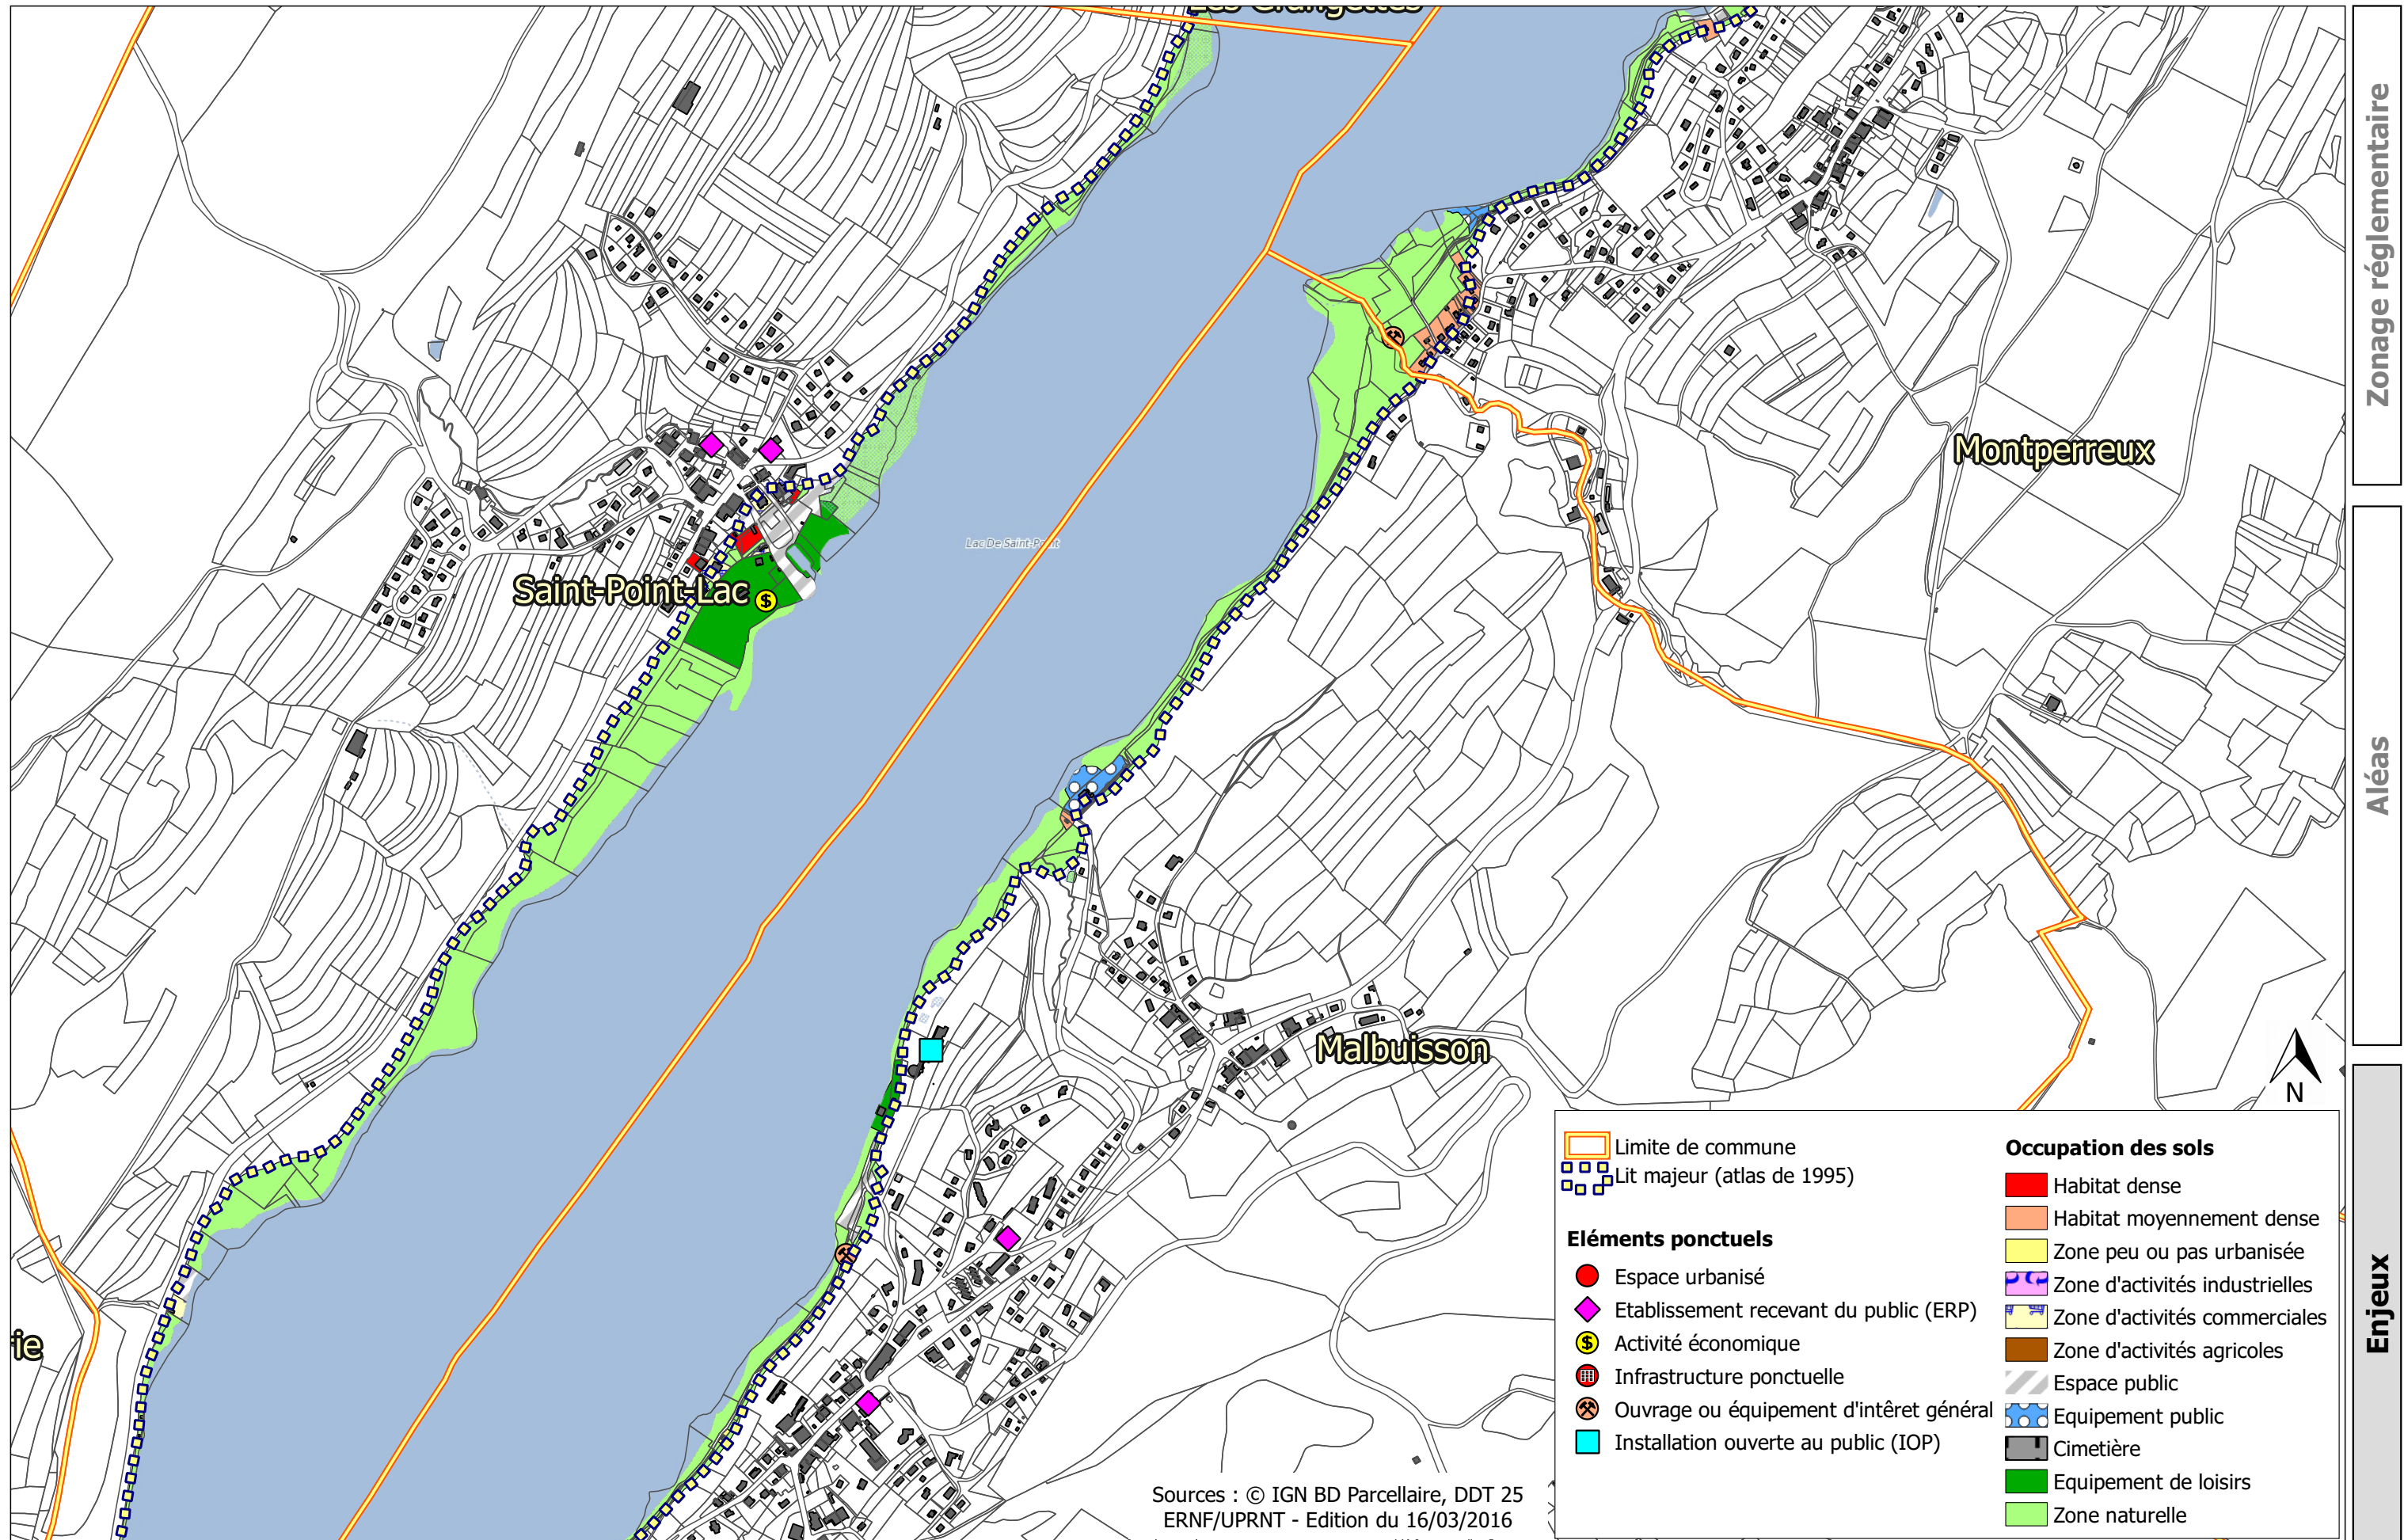 Les Grangettes
Zonage réglementaire
Montperreux
Lac De Saint-Point
Saint-Point-Lac
Aléas
Malbuisson
N
rie
Enjeux
Limite de commune
Lit majeur (atlas de 1995)
Eléments ponctuels
Espace urbanisé
Etablissement recevant du public (ERP)
Activité économique
Infrastructure ponctuelle
Ouvrage ou équipement d'intêret général
Installation ouverte au public (IOP)
Occupation des sols
Habitat dense
Habitat moyennement dense
Zone peu ou pas urbanisée
Zone d'activités industrielles
Zone d'activités commerciales
Zone d'activités agricoles
Espace public
Equipement public
Cimetière
Equipement de loisirs
Zone naturelle
Sources : © IGN BD Parcellaire, DDT 25
ERNF/UPRNT - Edition du 16/03/2016